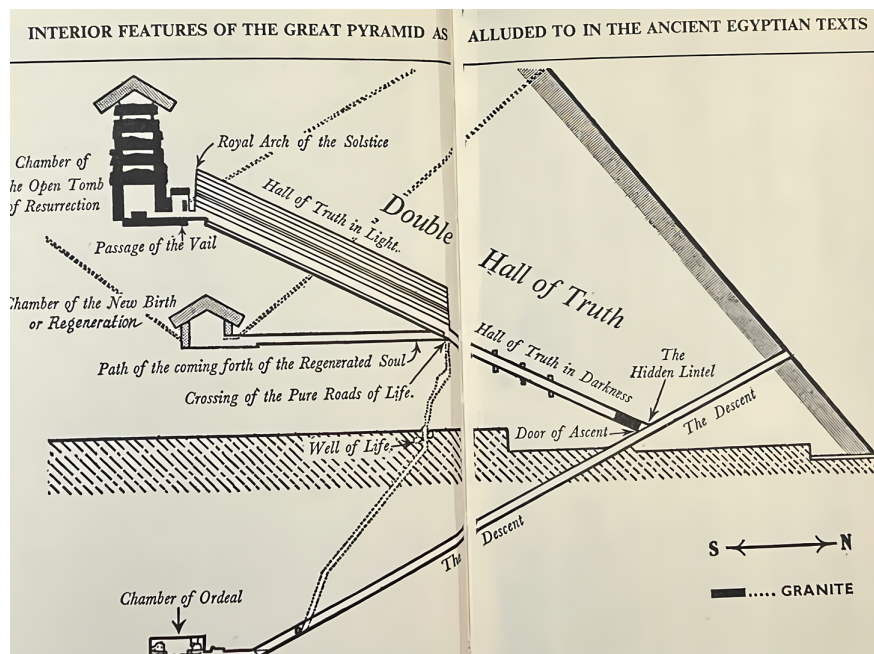 INTERIOR FEATURES OF THE GREAT PYRAMID AS ALLUDED TO IN THE ANCIENT EGYPTIAN TEXTS
Royal Arch of the Solstice
Chamber of
he Open Tomb
of Resurrection
Hall of Truth in Light.
Double
Hall of Truth
Passage of the Vail
Chamber of the New Birth
or Regeneration
Path of the coming forth of the Regenerated Soul
Crossing of the Pure Roads of Life.
Hall of Truth in Darkness
The
Hidden Lintel
The Descent
Door of Ascent
Well of Life.
The Descent
S N
..... GRANITE
Chamber of Ordeal